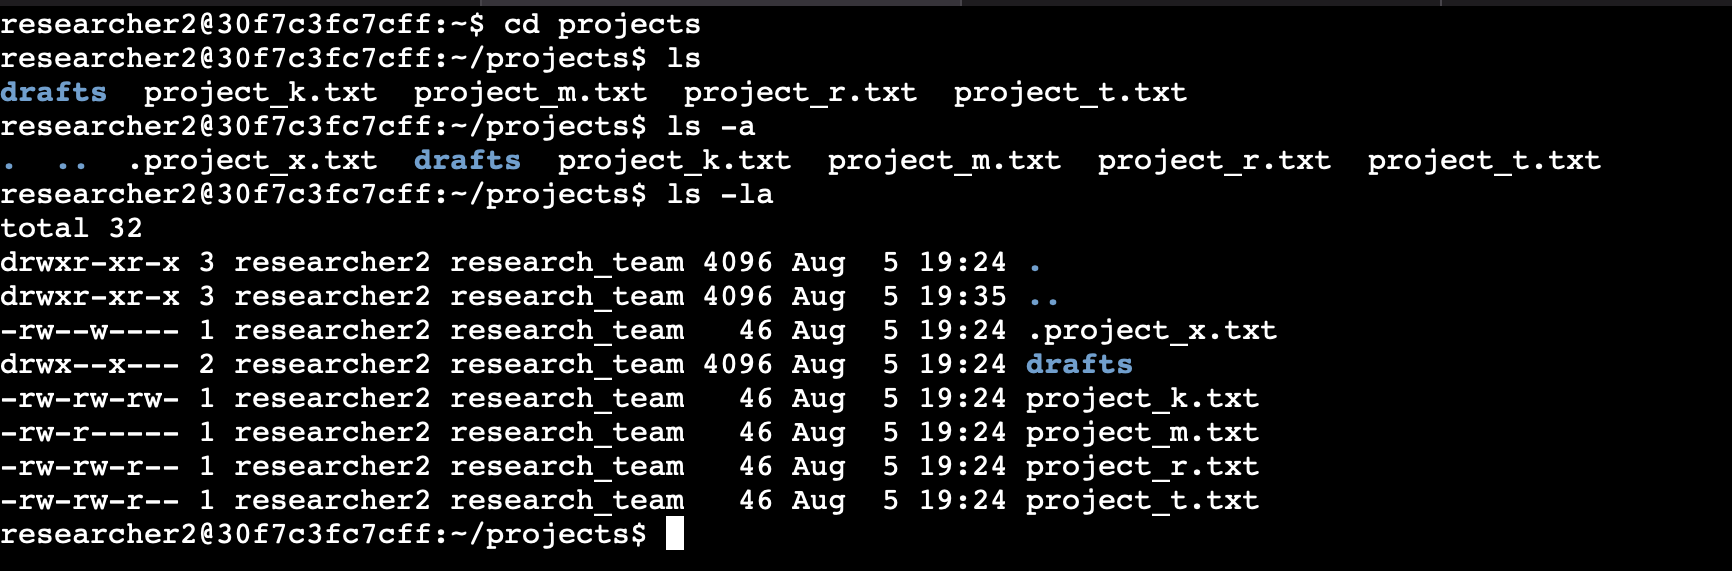 researcher2@30f7c3fc7cff:~$ cd projects
researcher2@30f7c3fc7cff:~/projects$ ls
drafts  project_k.txt  project_m.txt  project_r.txt  project_t.txt
researcher2@30f7c3fc7cff:~/projects$ ls -a
.  ..  .project_x.txt  drafts  project_k.txt  project_m.txt  project_r.txt  project_t.txt
researcher2@30f7c3fc7cff:~/projects$ ls -la
total 32
drwxr-xr-x 3 researcher2 research_team 4096 Aug  5 19:24 .
drwxr-xr-x 3 researcher2 research_team 4096 Aug  5 19:35 ..
-rw--w---- 1 researcher2 research_team   46 Aug  5 19:24 .project_x.txt
drwx--x--- 2 researcher2 research_team 4096 Aug  5 19:24 drafts
-rw-rw-rw- 1 researcher2 research_team   46 Aug  5 19:24 project_k.txt
-rw-r----- 1 researcher2 research_team   46 Aug  5 19:24 project_m.txt
-rw-rw-r-- 1 researcher2 research_team   46 Aug  5 19:24 project_r.txt
-rw-rw-r-- 1 researcher2 research_team   46 Aug  5 19:24 project_t.txt
researcher2@30f7c3fc7cff:~/projects$